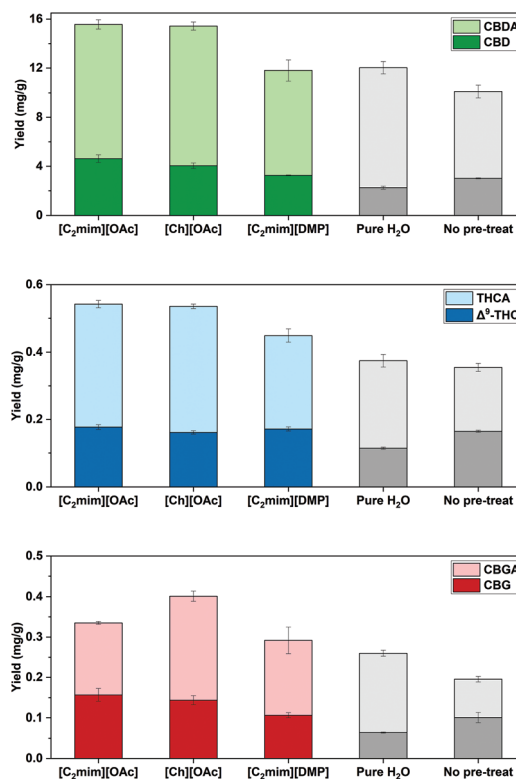 16
12
8
4
0
Yield (mg/g)
CBDA
CBD
[C₂mim][OAc] [Ch][OAc] [C₂mim][DMP] Pure H₂O No pre-treat
0.6
0.4
0.2
0.0
Yield (mg/g)
THCA
Δ⁹-THC
[C₂mim][OAc] [Ch][OAc] [C₂mim][DMP] Pure H₂O No pre-treat
0.5
0.4
0.3
0.2
0.1
0.0
Yield (mg/g)
CBGA
CBG
[C₂mim][OAc] [Ch][OAc] [C₂mim][DMP] Pure H₂O No pre-treat